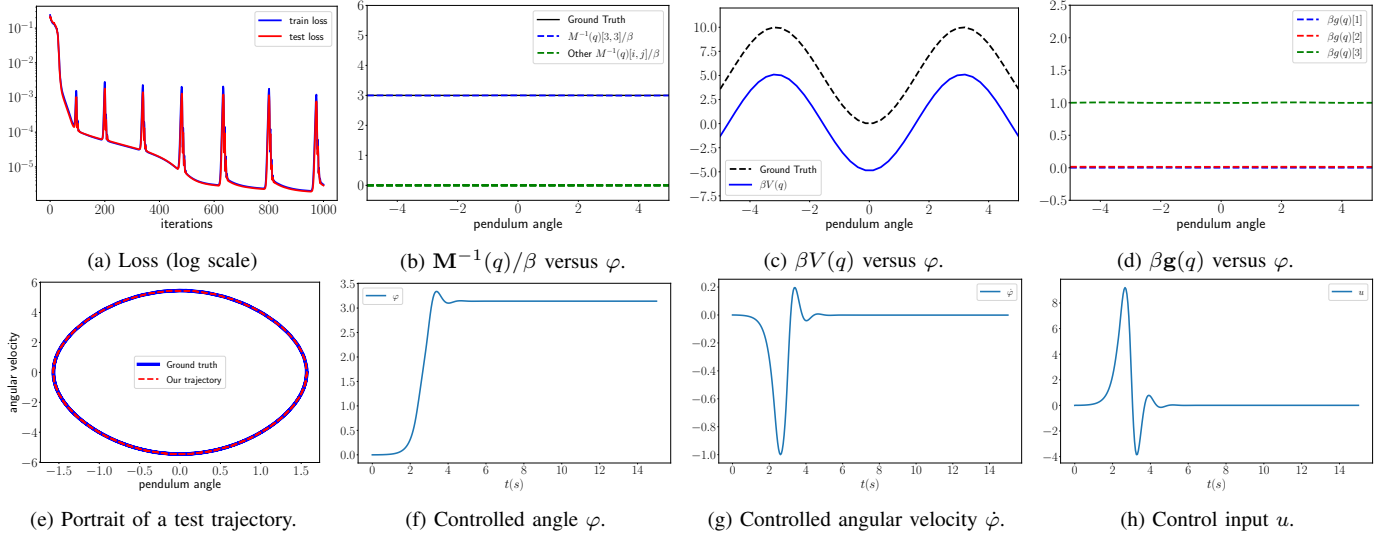 10⁻¹
10⁻²
10⁻³
10⁻⁴
10⁻⁵
train loss
test loss
0 200 400 600 800 1000
iterations
(a) Loss (log scale)
6
5
4
3
2
1
0
Ground Truth
M⁻¹(q)[3, 3]/β
Other M⁻¹(q)[i, j]/β
−4 −2 0 2 4
pendulum angle
(b) M⁻¹(q)/β versus φ.
10.0
7.5
5.0
2.5
0.0
−2.5
−5.0
−7.5
Ground Truth
βV(q)
−4 −2 0 2 4
pendulum angle
(c) βV(q) versus φ.
2.5
2.0
1.5
1.0
0.5
0.0
−0.5
βg(q)[1]
βg(q)[2]
βg(q)[3]
−4 −2 0 2 4
pendulum angle
(d) βg(q) versus φ.
angular velocity
6
4
2
0
−2
−4
−6
Ground truth
Our trajectory
−1.5 −1.0 −0.5 0.0 0.5 1.0 1.5
pendulum angle
(e) Portrait of a test trajectory.
3.5
3.0
2.5
2.0
1.5
1.0
0.5
0.0
φ
0 2 4 6 8 10 12 14
t(s)
(f) Controlled angle φ.
0.2
0.0
−0.2
−0.4
−0.6
−0.8
−1.0
φ̇
0 2 4 6 8 10 12 14
t(s)
(g) Controlled angular velocity φ̇.
8
6
4
2
0
−2
−4
u
0 2 4 6 8 10 12 14
t(s)
(h) Control input u.